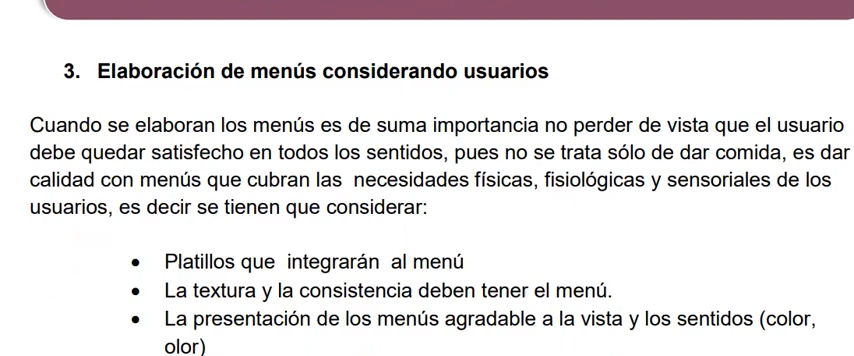 3. Elaboración de menús considerando usuarios
Cuando se elaboran los menús es de suma importancia no perder de vista que el usuario
debe quedar satisfecho en todos los sentidos, pues no se trata sólo de dar comida, es dar
calidad con menús que cubran las necesidades físicas, fisiológicas y sensoriales de los
usuarios, es decir se tienen que considerar:
• Platillos que integrarán al menú
• La textura y la consistencia deben tener el menú.
• La presentación de los menús agradable a la vista y los sentidos (color,
olor)